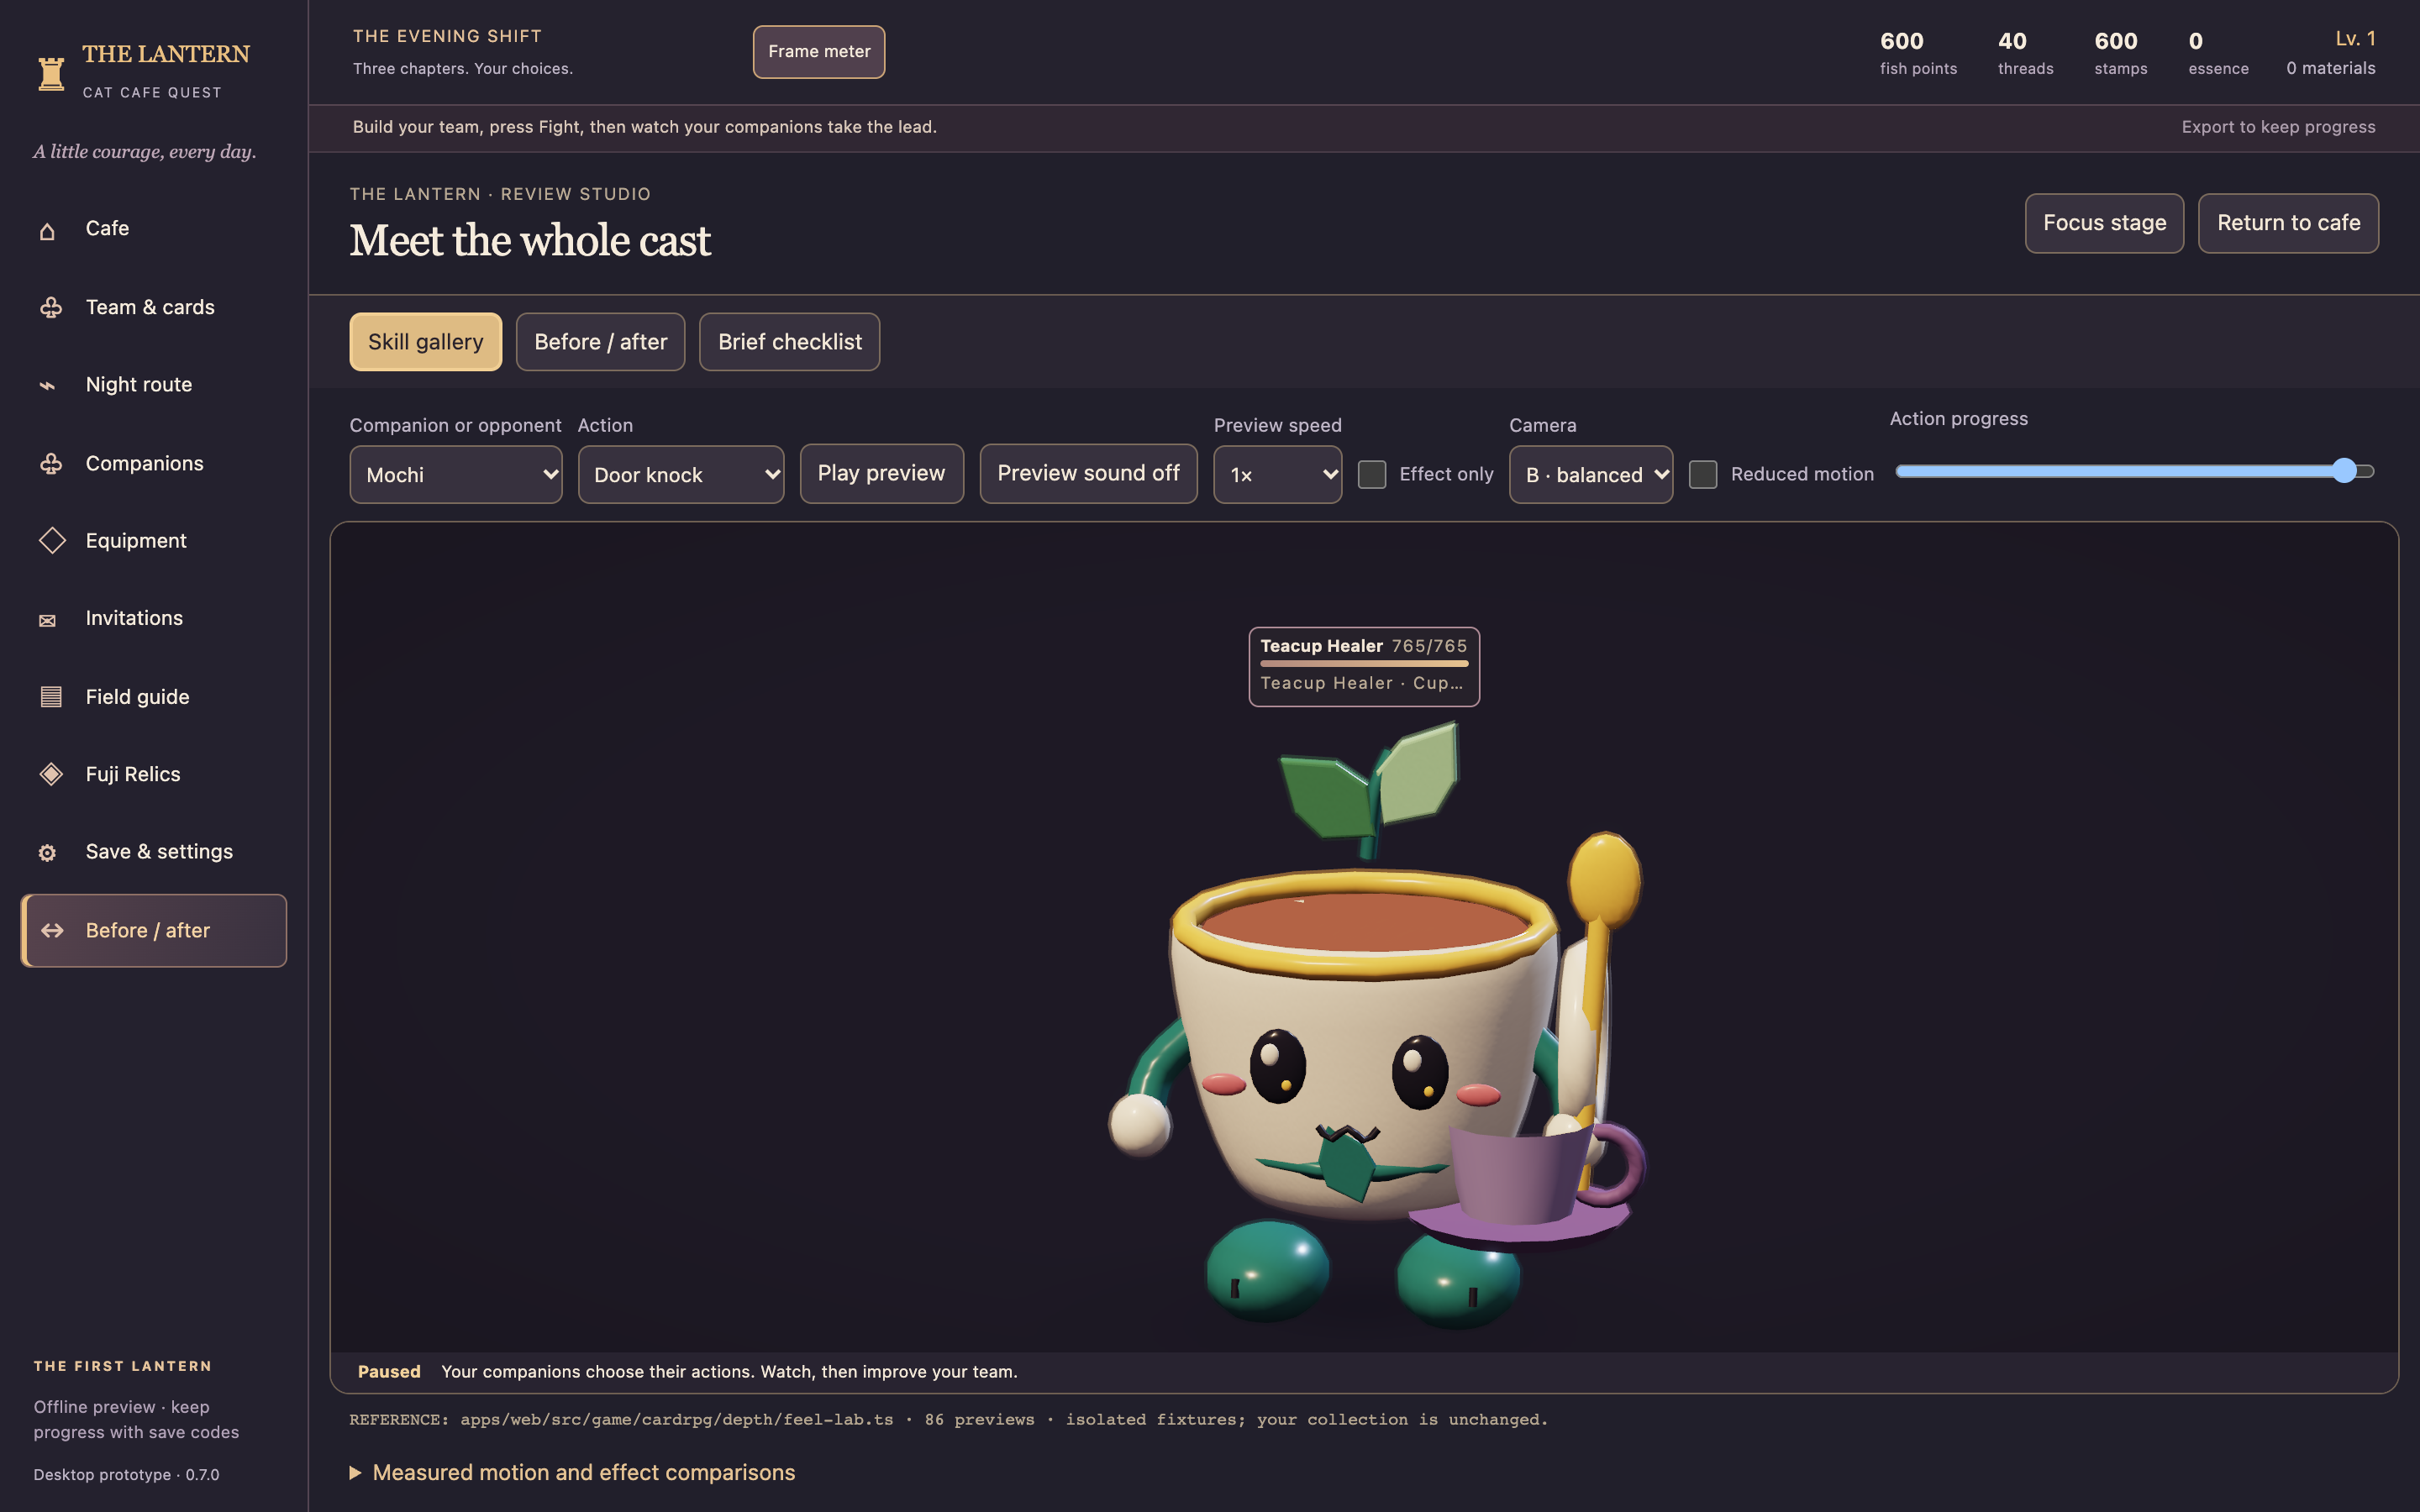 THE LANTERN
CAT CAFE QUEST
A little courage, every day.
Cafe
Team & cards
Night route
Companions
Equipment
Invitations
Field guide
Fuji Relics
Save & settings
Before / after
THE FIRST LANTERN
Offline preview · keep
progress with save codes
Desktop prototype · 0.7.0
THE EVENING SHIFT
Three chapters. Your choices.
Frame meter
600
fish points
40
threads
600
stamps
0
essence
Lv. 1
0 materials
Build your team, press Fight, then watch your companions take the lead.
Export to keep progress
THE LANTERN · REVIEW STUDIO
Meet the whole cast
Focus stage
Return to cafe
Skill gallery
Before / after
Brief checklist
Companion or opponent
Mochi
Action
Door knock
Play preview
Preview sound off
Preview speed
1×
Effect only
Camera
B · balanced
Reduced motion
Action progress
Teacup Healer 765/765
Teacup Healer · Cup...
Paused Your companions choose their actions. Watch, then improve your team.
REFERENCE: apps/web/src/game/cardrpg/depth/feel-lab.ts · 86 previews · isolated fixtures; your collection is unchanged.
Measured motion and effect comparisons